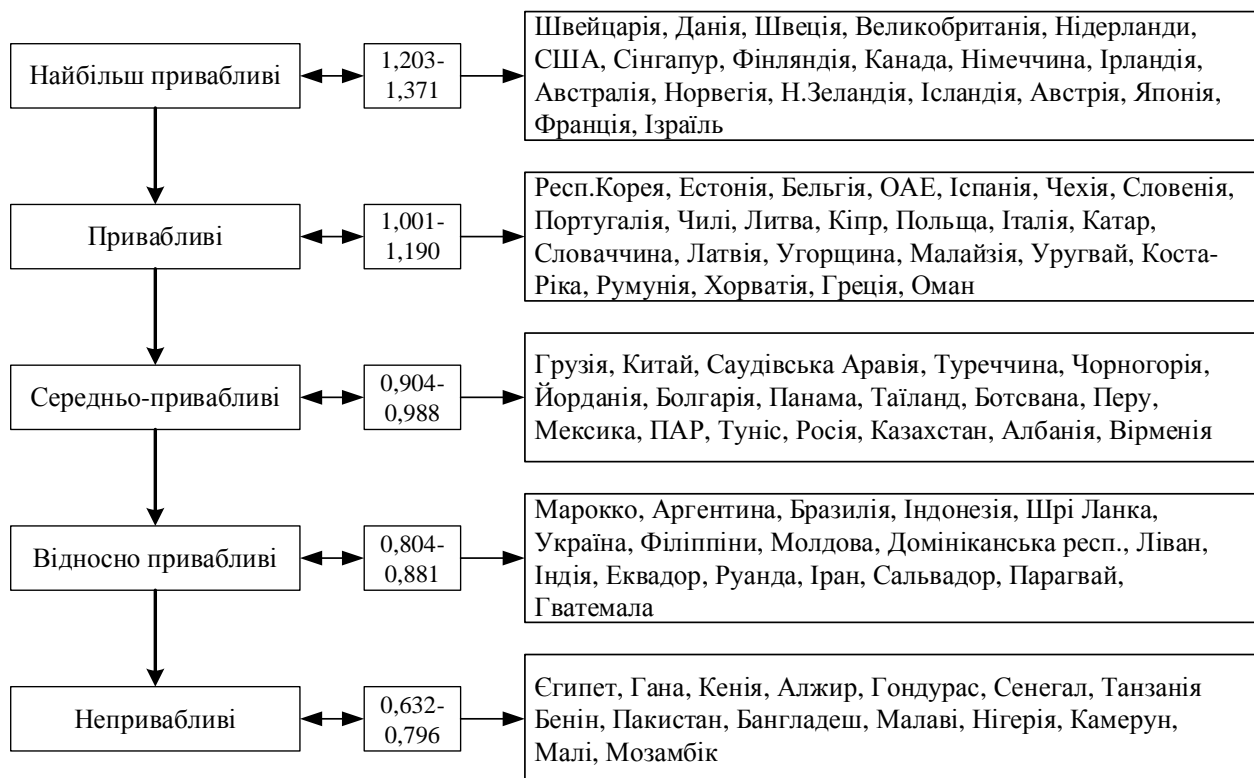 Найбільш привабливі
1,203-
1,371
Швейцарія, Данія, Швеція, Великобританія, Нідерланди,
США, Сінгапур, Фінляндія, Канада, Німеччина, Ірландія,
Австралія, Норвегія, Н.Зеландія, Ісландія, Австрія, Японія,
Франція, Ізраїль
Привабливі
1,001-
1,190
Респ.Корея, Естонія, Бельгія, ОАЕ, Іспанія, Чехія, Словенія,
Португалія, Чилі, Литва, Кіпр, Польща, Італія, Катар,
Словаччина, Латвія, Угорщина, Малайзія, Уругвай, Коста-
Ріка, Румунія, Хорватія, Греція, Оман
Середньо-привабливі
0,904-
0,988
Грузія, Китай, Саудівська Аравія, Туреччина, Чорногорія,
Йорданія, Болгарія, Панама, Таїланд, Ботсвана, Перу,
Мексика, ПАР, Туніс, Росія, Казахстан, Албанія, Вірменія
Відносно привабливі
0,804-
0,881
Марокко, Аргентина, Бразилія, Індонезія, Шрі Ланка,
Україна, Філіппіни, Молдова, Домініканська респ., Ліван,
Індія, Еквадор, Руанда, Іран, Сальвадор, Парагвай,
Гватемала
Непривабливі
0,632-
0,796
Єгипет, Гана, Кенія, Алжир, Гондурас, Сенегал, Танзанія
Бенін, Пакистан, Бангладеш, Малаві, Нігерія, Камерун,
Малі, Мозамбік